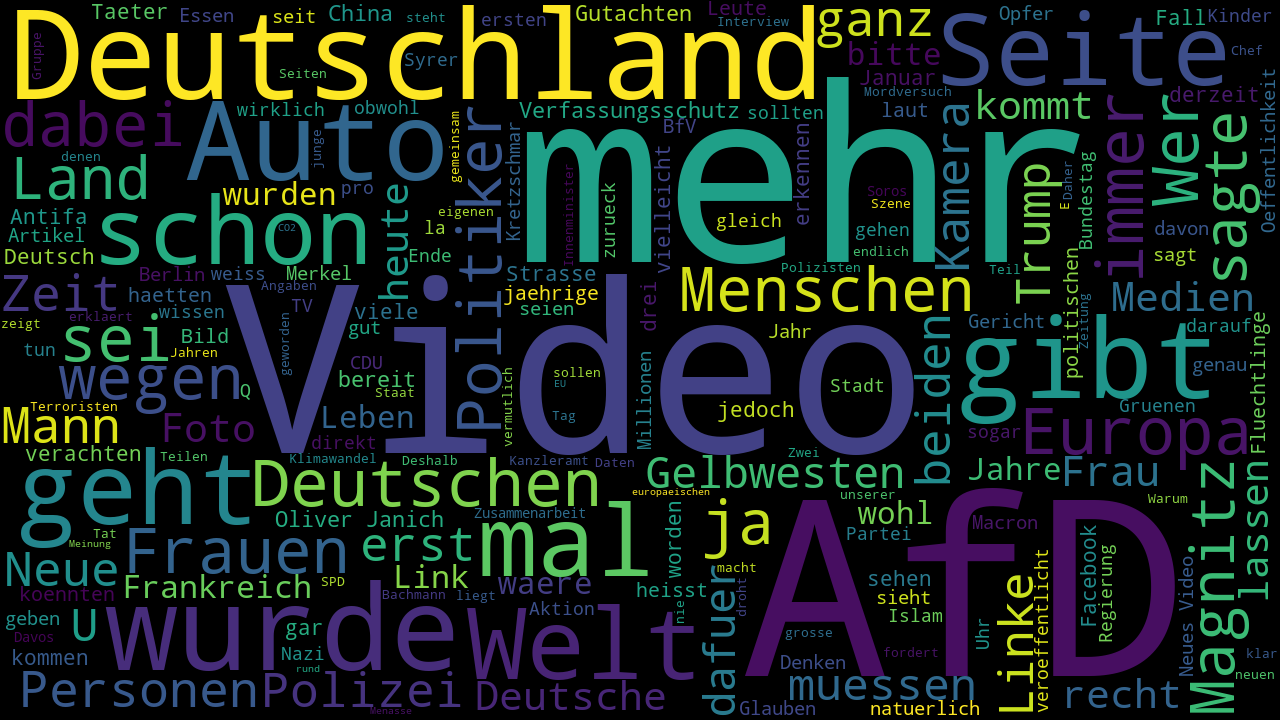 Deutschland
mehr
Video
AfD
Taeter
Essen
seit
China
steht
ersten
Gutachten
Leute
Interview
ganz
Seite
Opfer
Fall
Kinder
Gruppe
Seiten
Syrer
bitte
Januar
Mordversuch
Chef
dabei
Auto
wirklich
obwohl
Verfassungsschutz
sollten
laut
Kamera
kommt
derzeit
Oeffentlichkeit
denen
junge
gemeinsam
BfV
Land
wurden
pro
Politiker
Kretzschmar
Innenminister
zurueck
vielleicht
erkennen
Soros
Szene
Trump
E
Daher
Bundestag
immer
Wer
sagte
Antifa
Artikel
schon
CO2
heute
eigenen
la
gleich
gehen
endlich
davon
sagt
Deutsch
Ende
Zeit
Berlin
weiss
Merkel
Angaben
Strasse
Polizisten
Teil
haetten
TV
wissen
jaehrige
seien
drei
Menschen
politischen
Zeitung
Medien
zeigt
erklaert
viele
gut
Jahr
Gericht
darauf
tun
sei
Bild
Jahren
geworden
gibt
genau
wegen
Q
CDU
bereit
Staat
sollen
EU
Stadt
beiden
Fluechtlinge
Terroristen
Mann
Foto
Leben
direkt
vermutlich
Tag
Millionen
jedoch
Gruenen
sogar
Europa
verachten
Teilen
Klimawandel
Deshalb
Kanzleramt
Daten
Zwei
geht
Deutschen
Gelbwesten
Jahre
Frau
europaeischen
unserer
Warum
Magnitz
lassen
Oliver Janich
Zusammenarbeit
mal
worden
ja
wohl
Macron
Tat
Meinung
Frauen
erst
Partei
Facebook
Regierung
Neue
Link
waere
heisst
macht
sehen
koennten
Frankreich
SPD
Bachmann
liegt
nie
dafuer
droht
sieht
Islam
Linke
veroeffentlicht
Neues Video
geben
U
wurde
Aktion
Welt
gar
grosse
Uhr
Davos
kommen
Nazi
rund
Denken
fordert
klar
neuen
Personen
Polizei
Menasse
Deutsche
Glauben
muessen
natuerlich
recht